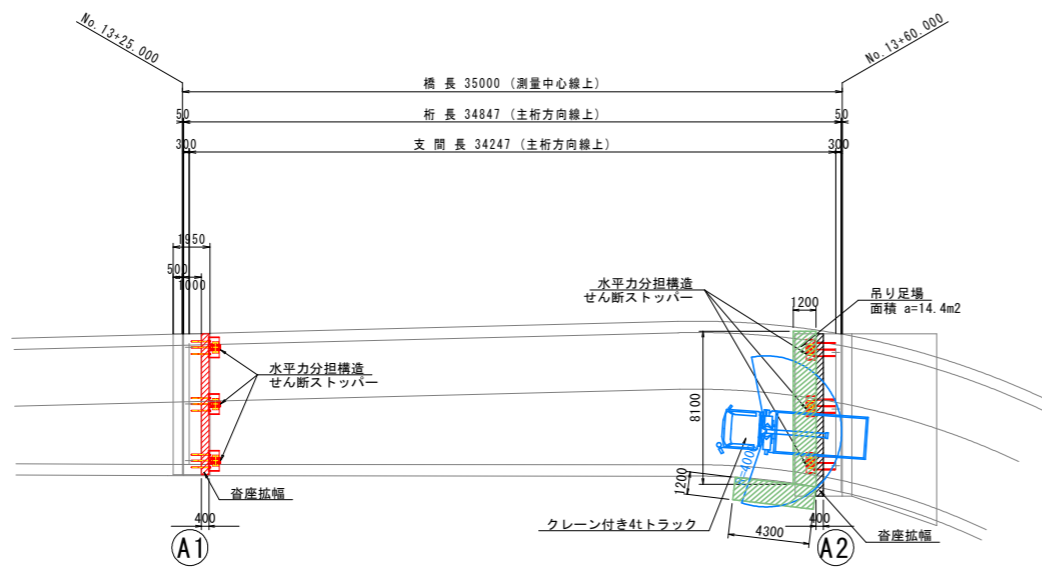 No.13+25.000
No.13+60.000
橋 長 35000 (測量中心線上)
50
桁 長 34847 (主桁方向線上)
50
300
支 間 長 34247 (主桁方向線上)
300
1950
500
1000
水平力分担構造
せん断ストッパー
1200
吊り足場
面積 a=14.4m2
水平力分担構造
せん断ストッパー
8100
R=4000
1200
沓座拡幅
400
クレーン付き4tトラック
4300
400
沓座拡幅
A1
A2